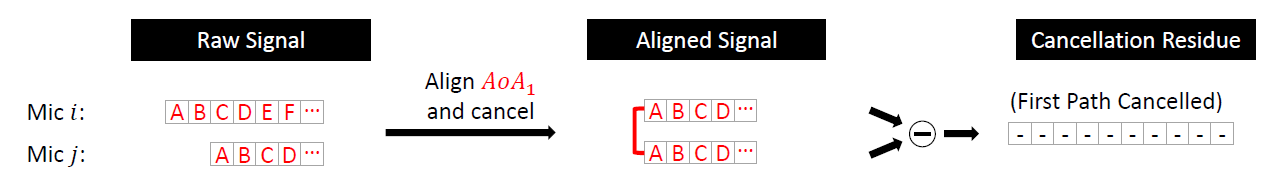 Raw Signal
Aligned Signal
Cancellation Residue
Mic i:
A B C D E F ...
Mic j:
A B C D ...
Align AoA₁
and cancel
A B C D ...
A B C D ...
(First Path Cancelled)
- - - - - - - - - -